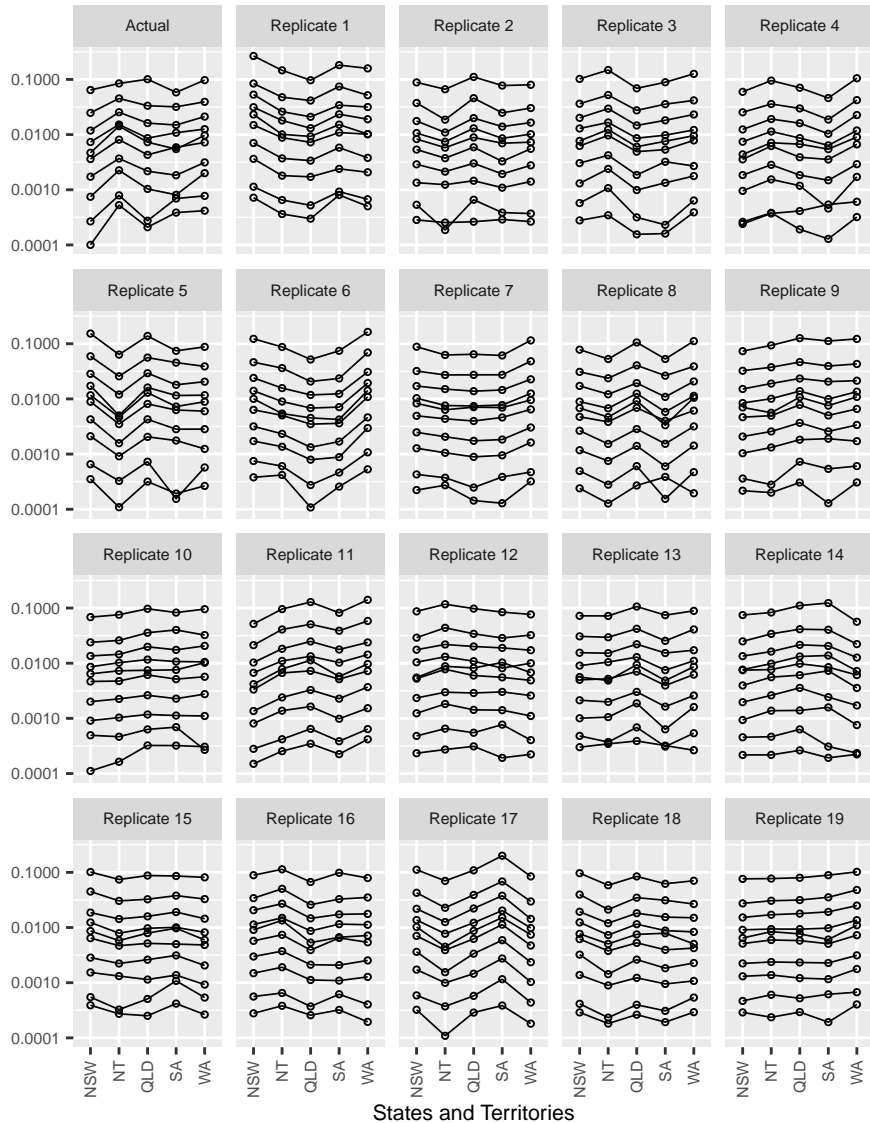 Actual Replicate 1 Replicate 2 Replicate 3 Replicate 4
0.1000
0.0100
0.0010
0.0001
Replicate 5 Replicate 6 Replicate 7 Replicate 8 Replicate 9
0.1000
0.0100
0.0010
0.0001
Replicate 10 Replicate 11 Replicate 12 Replicate 13 Replicate 14
0.1000
0.0100
0.0010
0.0001
Replicate 15 Replicate 16 Replicate 17 Replicate 18 Replicate 19
0.1000
0.0100
0.0010
0.0001
NSW NT QLD SA WA NSW NT QLD SA WA NSW NT QLD SA WA NSW NT QLD SA WA NSW NT QLD SA WA
States and Territories